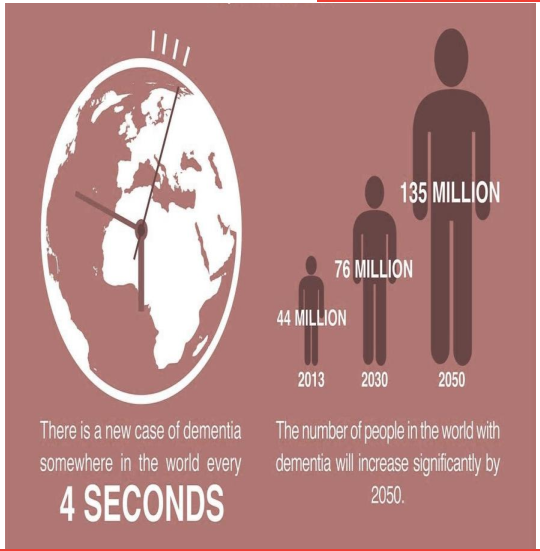 135 MILLION
76 MILLION
44 MILLION
2013 2030 2050
There is a new case of dementia
somewhere in the world every
4 SECONDS
The number of people in the world with
dementia will increase significantly by
2050.